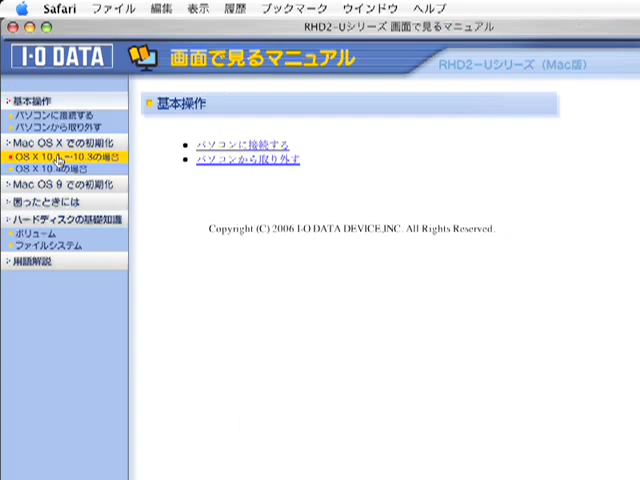 Safari ファイル 編集 表示 履歴 ブックマーク ウインドウ ヘルプ
RHD2-Uシリーズ 画面で見るマニュアル
I·O DATA 画面で見るマニュアル RHD2-Uシリーズ（Mac版）
基本操作
パソコンに接続する
パソコンから取り外す
Mac OS X での初期化
OS X 10.1～10.3の場合
OS X 10.4の場合
Mac OS 9 での初期化
困ったときには
ハードディスクの基礎知識
ボリューム
ファイルシステム
用語解説
基本操作
パソコンに接続する
パソコンから取り外す
Copyright (C) 2006 I-O DATA DEVICE,INC. All Rights Reserved.